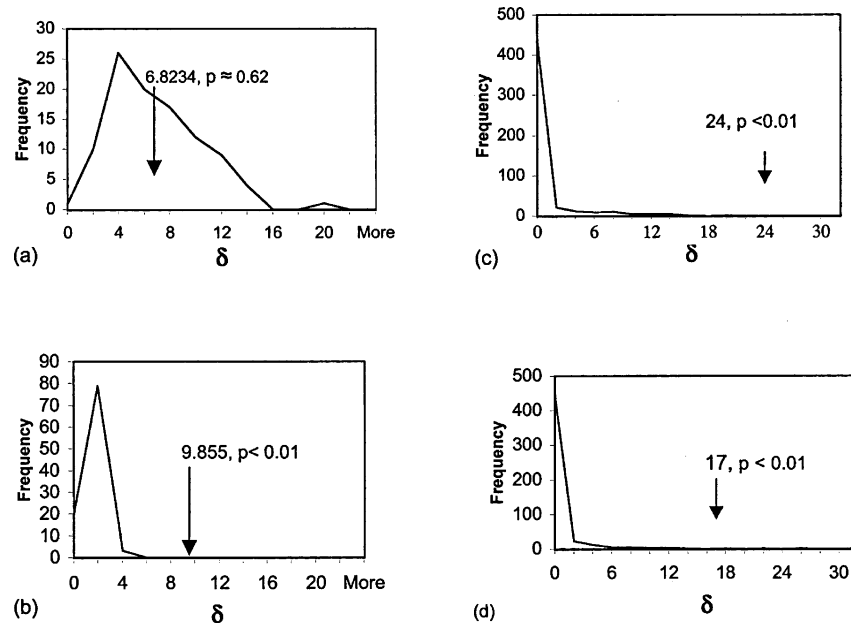 30
25
20
15
10
5
0
Frequency
6.8234, p ≈ 0.62
0 4 8 12 16 20 More
(a)
δ
500
400
300
200
100
0
Frequency
24, p <0.01
0 6 12 18 24 30
(c)
δ
90
80
70
60
50
40
30
20
10
0
Frequency
9.855, p< 0.01
0 4 8 12 16 20 More
(b)
δ
500
400
300
200
100
0
Frequency
17, p < 0.01
0 6 12 18 24 30
(d)
δ